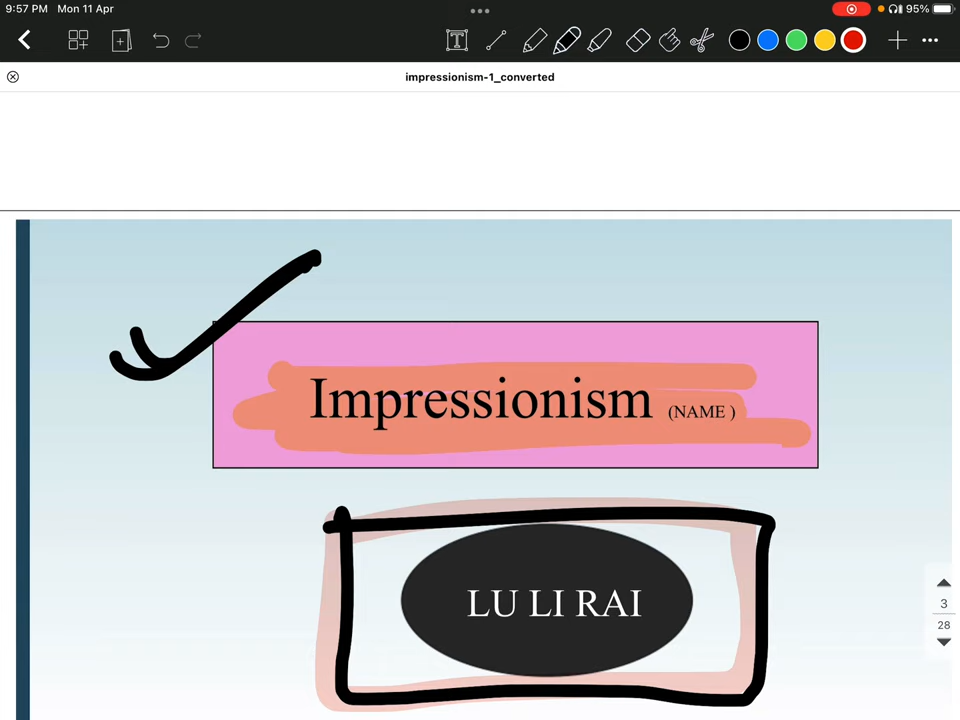 9:57 PM Mon 11 Apr
95%
impressionism-1_converted
Impressionism (NAME )
LU LI RAI
3
28